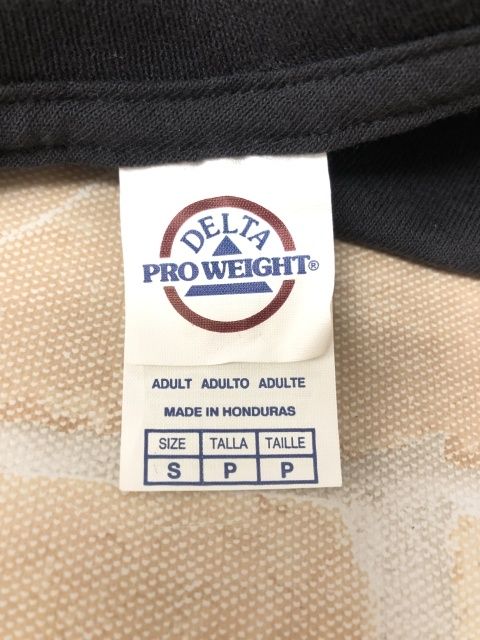 DELTA
PRO WEIGHT®
ADULT ADULTO ADULTE
MADE IN HONDURAS
SIZE TALLA TAILLE
S P P